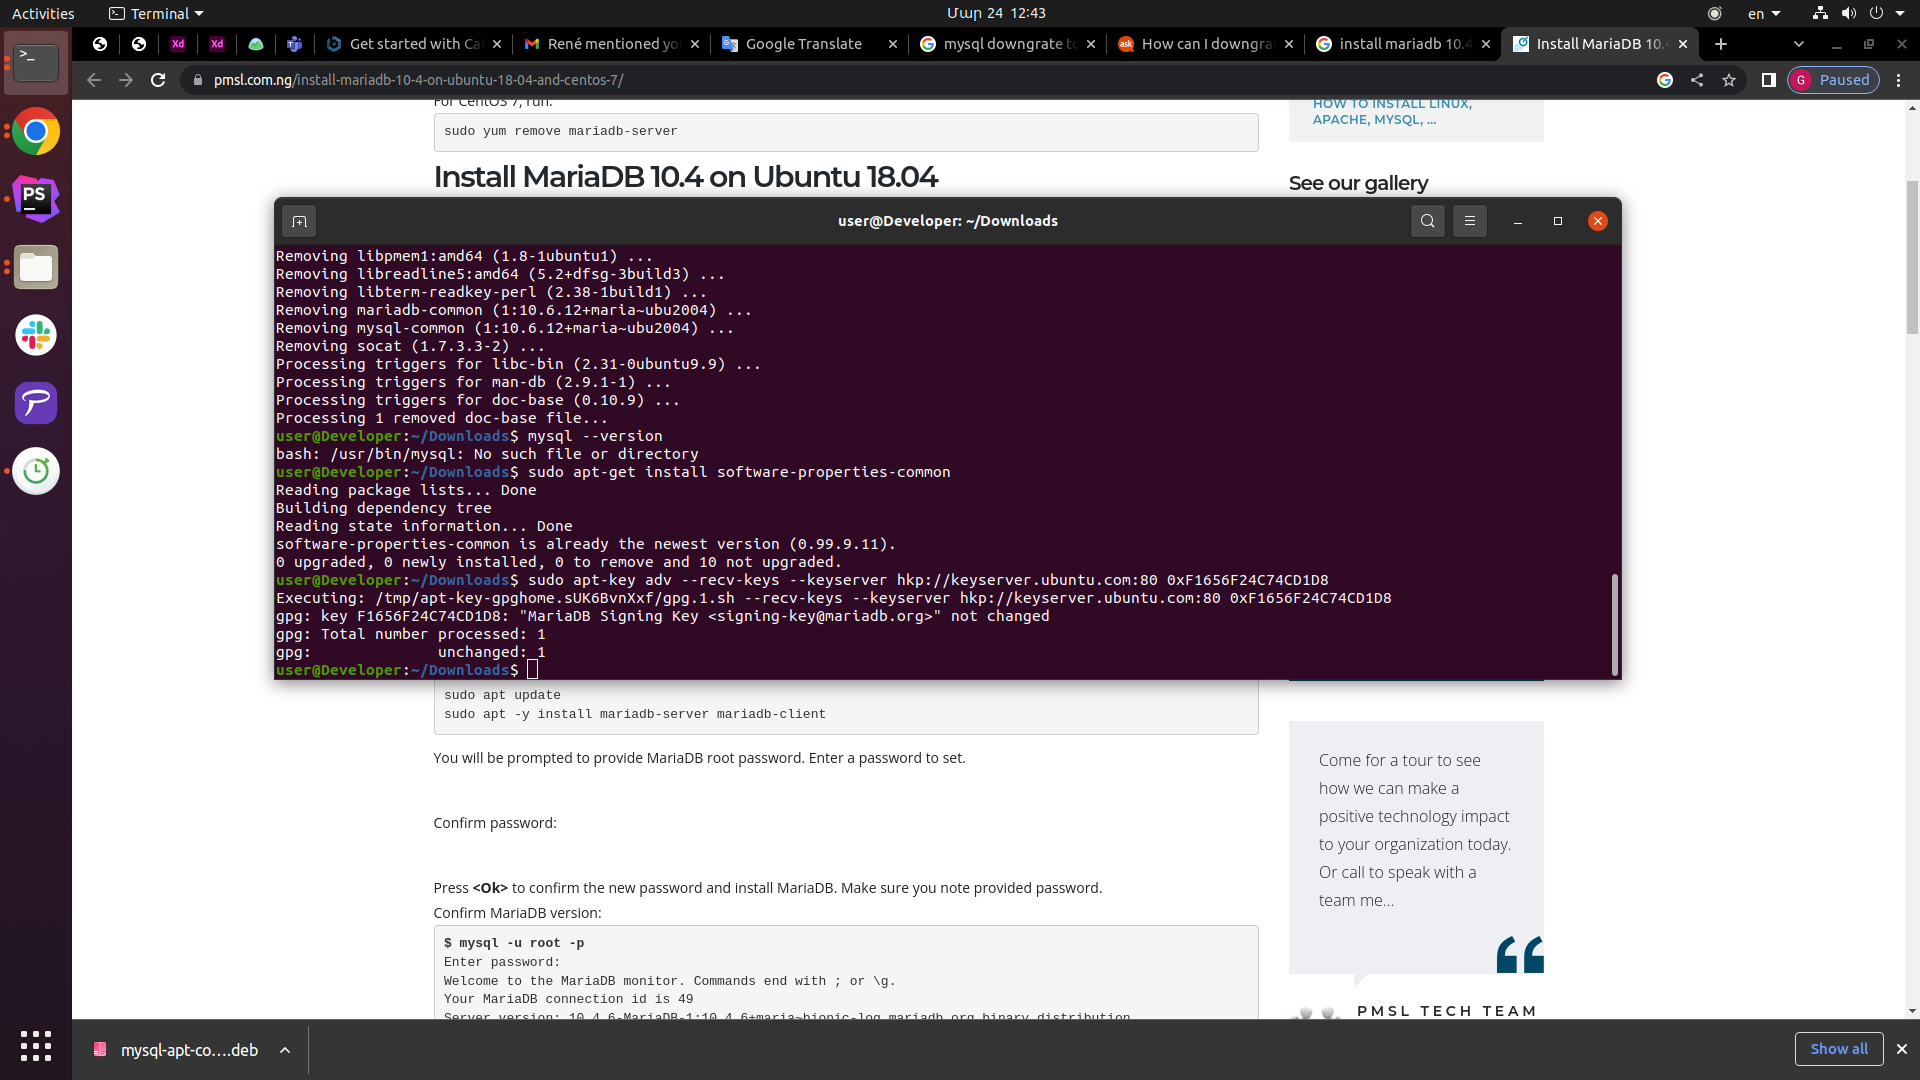 Activities
Terminal
Մար 24 12:43
en
Get started with Ca
René mentioned yo
Google Translate
mysql downgrate to
How can I downgra
install mariadb 10.4
Install MariaDB 10.4
pmsl.com.ng/install-mariadb-10-4-on-ubuntu-18-04-and-centos-7/
G Paused
For CentOS 7, run:
sudo yum remove mariadb-server
Install MariaDB 10.4 on Ubuntu 18.04
HOW TO INSTALL LINUX,
APACHE, MYSQL, ...
See our gallery
user@Developer: ~/Downloads
Removing libpmem1:amd64 (1.8-1ubuntu1) ...
Removing libreadline5:amd64 (5.2+dfsg-3build3) ...
Removing libterm-readkey-perl (2.38-1build1) ...
Removing mariadb-common (1:10.6.12+maria~ubu2004) ...
Removing mysql-common (1:10.6.12+maria~ubu2004) ...
Removing socat (1.7.3.3-2) ...
Processing triggers for libc-bin (2.31-0ubuntu9.9) ...
Processing triggers for man-db (2.9.1-1) ...
Processing triggers for doc-base (0.10.9) ...
Processing 1 removed doc-base file...
user@Developer:~/Downloads$ mysql --version
bash: /usr/bin/mysql: No such file or directory
user@Developer:~/Downloads$ sudo apt-get install software-properties-common
Reading package lists... Done
Building dependency tree
Reading state information... Done
software-properties-common is already the newest version (0.99.9.11).
0 upgraded, 0 newly installed, 0 to remove and 10 not upgraded.
user@Developer:~/Downloads$ sudo apt-key adv --recv-keys --keyserver hkp://keyserver.ubuntu.com:80 0xF1656F24C74CD1D8
Executing: /tmp/apt-key-gpghome.sUK6BvnXxf/gpg.1.sh --recv-keys --keyserver hkp://keyserver.ubuntu.com:80 0xF1656F24C74CD1D8
gpg: key F1656F24C74CD1D8: "MariaDB Signing Key <signing-key@mariadb.org>" not changed
gpg: Total number processed: 1
gpg:              unchanged: 1
user@Developer:~/Downloads$
sudo apt update
sudo apt -y install mariadb-server mariadb-client
You will be prompted to provide MariaDB root password. Enter a password to set.
Confirm password:
Press <Ok> to confirm the new password and install MariaDB. Make sure you note provided password.
Confirm MariaDB version:
$ mysql -u root -p
Enter password:
Welcome to the MariaDB monitor. Commands end with ; or \g.
Your MariaDB connection id is 49
Server version: 10.4.6-MariaDB-1:10.4.6+maria~bionic-log mariadb.org binary distribution
Come for a tour to see
how we can make a
positive technology impact
to your organization today.
Or call to speak with a
team me...
PMSL TECH TEAM
mysql-apt-co....deb
Show all